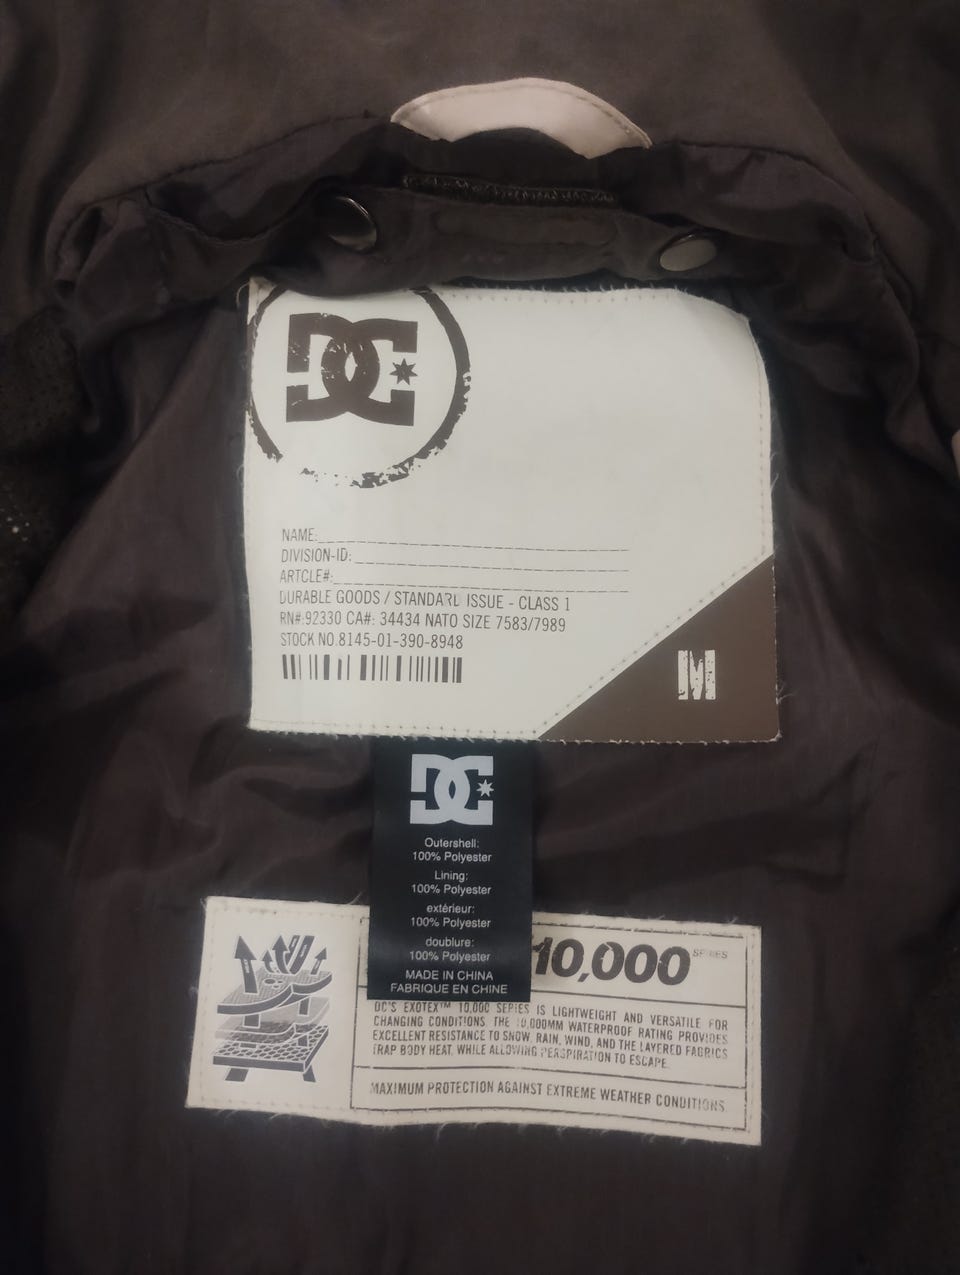 DC
NAME:
DIVISION-ID:
ARTCLE#:
DURABLE GOODS / STANDARD ISSUE - CLASS 1
RN#:92330 CA#: 34434 NATO SIZE 7583/7989
STOCK NO.8145-01-390-8948
M
DC
Outershell:
100% Polyester
Lining:
100% Polyester
extérieur:
100% Polyester
doublure:
100% Polyester
MADE IN CHINA
FABRIQUE EN CHINE
10,000 SERIES
DC'S EXOTEX™ 10,000 SERIES IS LIGHTWEIGHT AND VERSATILE FOR
CHANGING CONDITIONS. THE 10,000MM WATERPROOF RATING PROVIDES
EXCELLENT RESISTANCE TO SNOW, RAIN, WIND, AND THE LAYERED FABRICS
TRAP BODY HEAT, WHILE ALLOWING PERSPIRATION TO ESCAPE.
MAXIMUM PROTECTION AGAINST EXTREME WEATHER CONDITIONS.